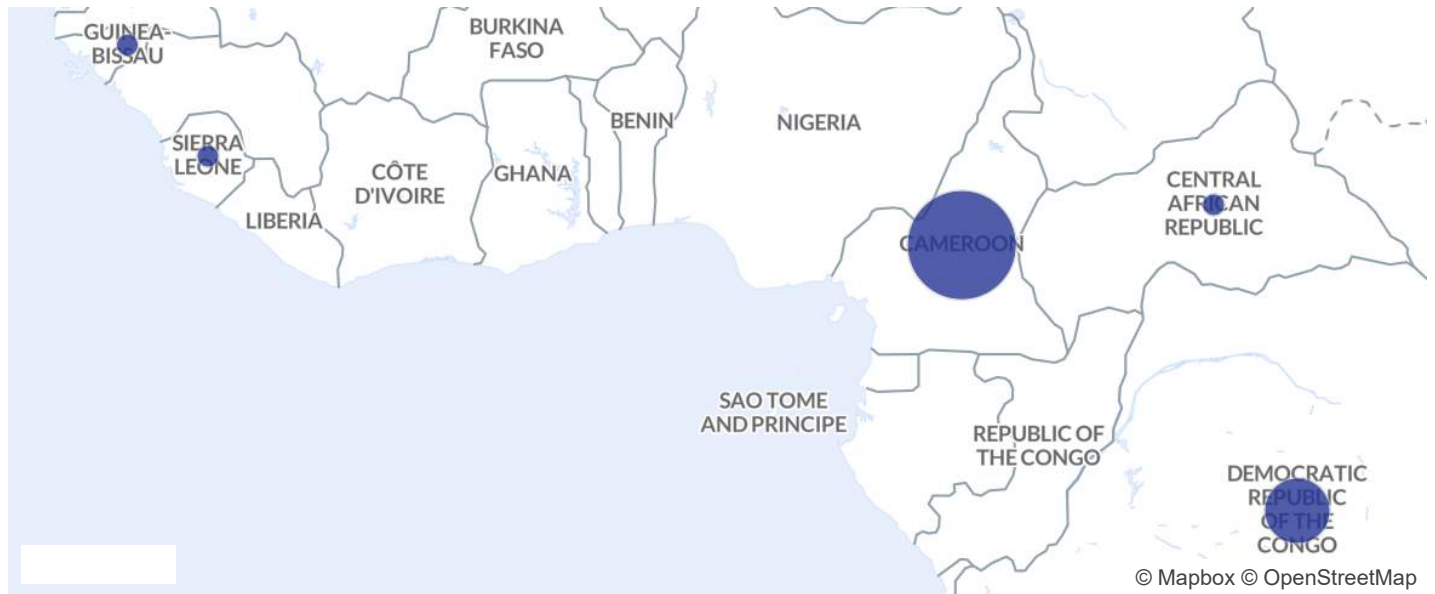 GUINEA-
BISSAU
BURKINA
FASO
BENIN
NIGERIA
SIERRA
LEONE
CÔTE
D'IVOIRE
GHANA
LIBERIA
CENTRAL
AFRICAN
REPUBLIC
CAMEROON
SAO TOME
AND PRINCIPE
REPUBLIC OF
THE CONGO
DEMOCRATIC
REPUBLIC
OF THE
CONGO
© Mapbox © OpenStreetMap